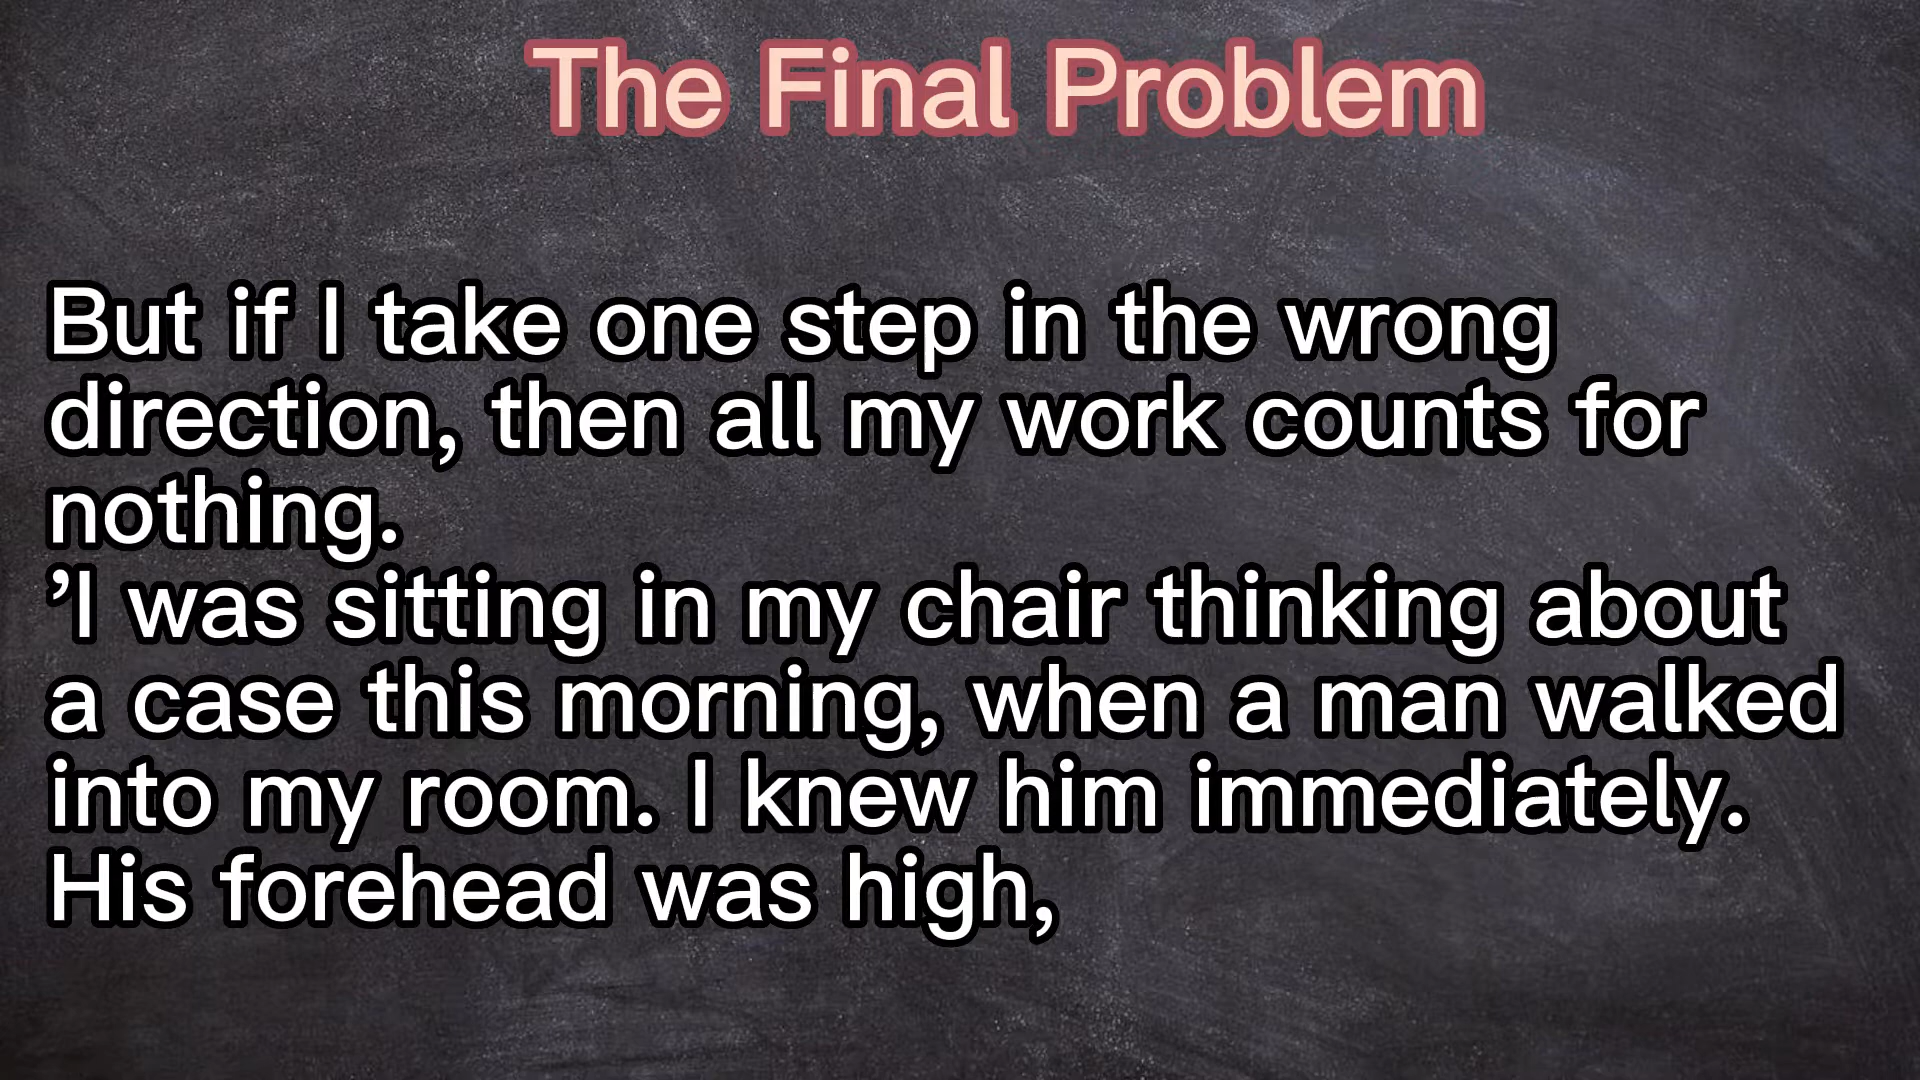 The Final Problem
But if I take one step in the wrong
direction, then all my work counts for
nothing.
’I was sitting in my chair thinking about
a case this morning, when a man walked
into my room. I knew him immediately.
His forehead was high,